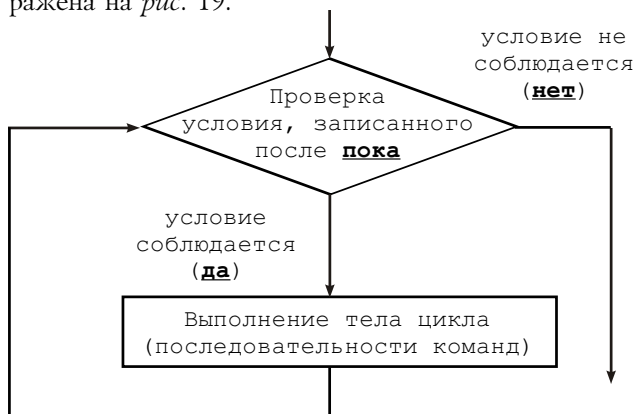 ражена на рис. 19.
условие не
соблюдается
(нет)
Проверка
условия, записанного
после пока
условие
соблюдается
(да)
Выполнение тела цикла
(последовательности команд)